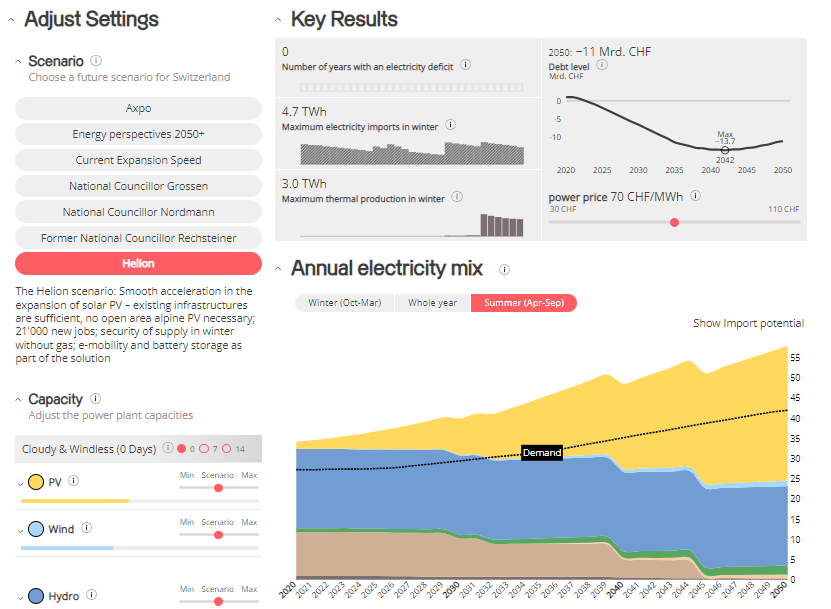 Adjust Settings
Scenario
Choose a future scenario for Switzerland
Axpo
Energy perspectives 2050+
Current Expansion Speed
National Councillor Grossen
National Councillor Nordmann
Former National Councillor Rechsteiner
Helion
The Helion scenario: Smooth acceleration in the
expansion of solar PV – existing infrastructures
are sufficient, no open area alpine PV necessary;
21'000 new jobs; security of supply in winter
without gas; e-mobility and battery storage as
part of the solution
Capacity
Adjust the power plant capacities
Cloudy & Windless (0 Days) 0 7 14
PV
Min Scenario Max
Wind
Min Scenario Max
Hydro
Min Scenario Max
Key Results
0
Number of years with an electricity deficit
4.7 TWh
Maximum electricity imports in winter
3.0 TWh
Maximum thermal production in winter
2050: −11 Mrd. CHF
Debt level
Mrd. CHF
0
-5
-10
Max
−13.7
2042
2020 2025 2030 2035 2040 2045 2050
power price 70 CHF/MWh
30 CHF 110 CHF
Annual electricity mix
Winter (Oct-Mar) Whole year Summer (Apr-Sep)
Show Import potential
55
50
45
40
35
30
25
20
15
10
5
0
Demand
2020 2021 2022 2023 2024 2025 2026 2027 2028 2029 2030 2031 2032 2033 2034 2035 2036 2037 2038 2039 2040 2041 2042 2043 2044 2045 2046 2047 2048 2049 2050